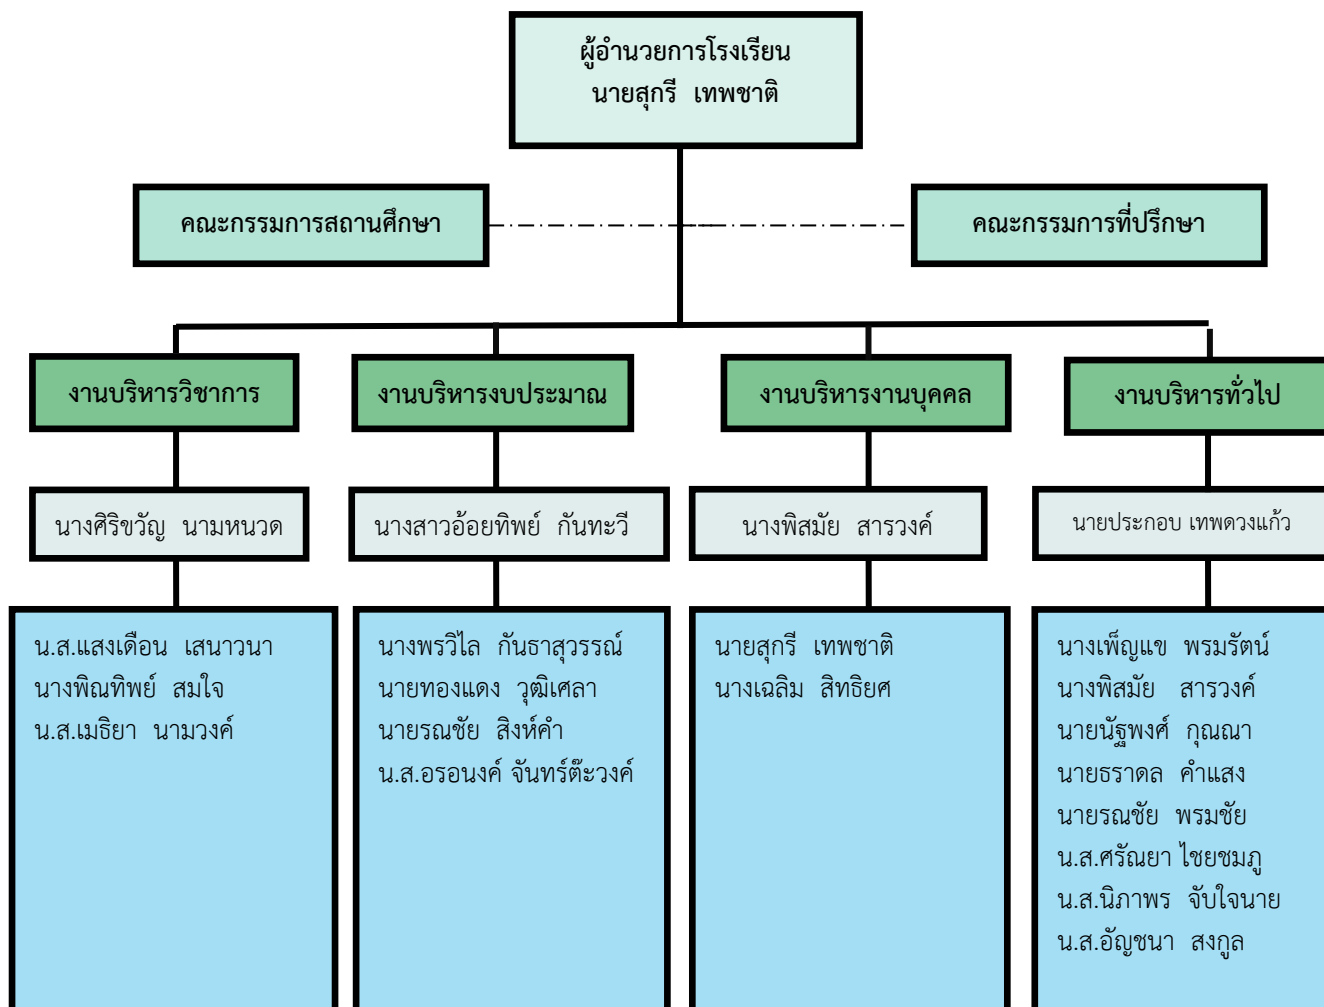 ผู้อำนวยการโรงเรียน
นายสุกรี เทพชาติ
คณะกรรมการสถานศึกษา
คณะกรรมการที่ปรึกษา
งานบริหารวิชาการ
งานบริหารงบประมาณ
งานบริหารงานบุคคล
งานบริหารทั่วไป
นางศิริขวัญ นามหนวด
นางสาวอ้อยทิพย์ กันทะวี
นางพิสมัย สารวงค์
นายประกอบ เทพดวงแก้ว
น.ส.แสงเดือน เสนาวนา
นางพิณทิพย์ สมใจ
น.ส.เมธิยา นามวงค์
นางพรวิไล กันธาสุวรรณ์
นายทองแดง วุฒิเศลา
นายรณชัย สิงห์คำ
น.ส.อรอนงค์ จันทร์ต๊ะวงค์
นายสุกรี เทพชาติ
นางเฉลิม สิทธิยศ
นางเพ็ญแข พรมรัตน์
นางพิสมัย สารวงค์
นายนัฐพงศ์ กุณณา
นายธราดล คำแสง
นายรณชัย พรมชัย
น.ส.ศรัณยา ไชยชมภู
น.ส.นิภาพร จับใจนาย
น.ส.อัญชนา สงกูล